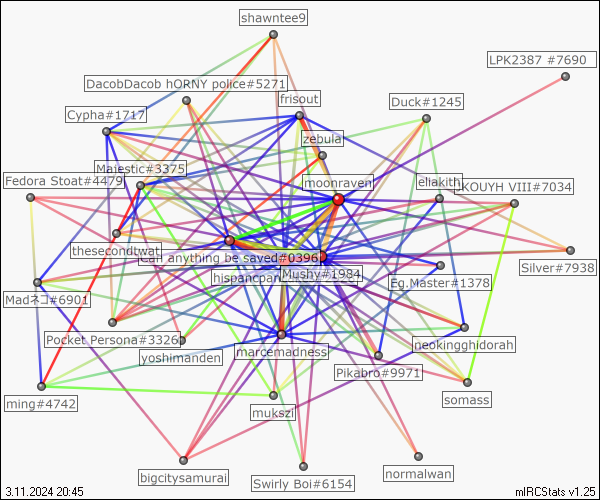 shawntee9
LPK2387 #7690
DacobDacob hORNY police#5271
frisout
Duck#1245
Cypha#1717
zebula
Majestic#3375
Fedora Stoat#4479
moonraven
eliakith
KOUYH VIII#7034
thesecondtwat
Can anything be saved#0396
Silver#7938
Mushy#1984
hispancpan
Eg.Master#1378
Madネコ#6901
Pocket Persona#3326
yoshimanden
marcemadness
neokingghidorah
Pikabro#9971
ming#4742
mukszi
somass
bigcitysamurai
Swirly Boi#6154
normalwan
3.11.2024 20:45
mIRCStats v1.25